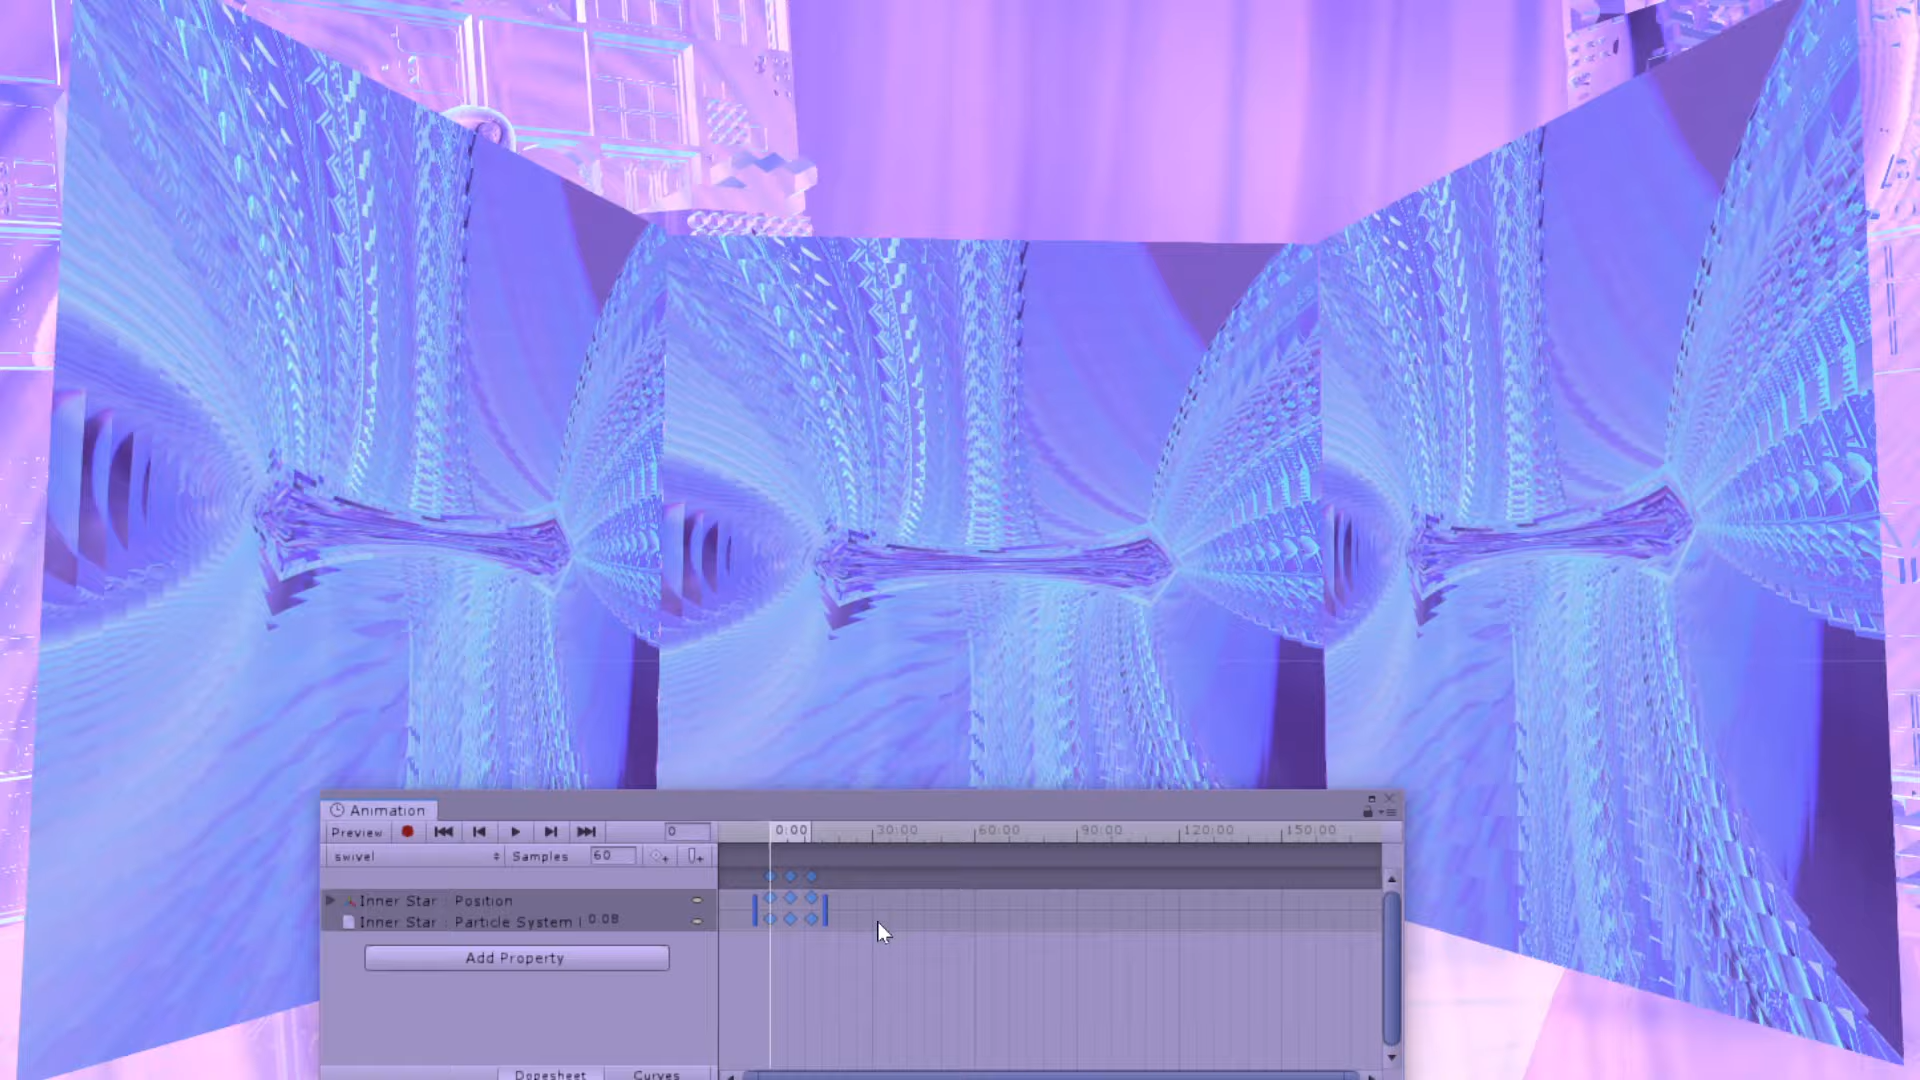 Animation
Preview 0 0:00 30:00 60:00 90:00 120:00 150:00
swivel Samples 60
Inner Star : Position
Inner Star : Particle System 0.08
Add Property
Dopesheet Curves